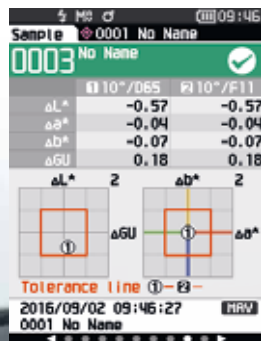 09:46
Sample 0001 No Name
0003 No Name
1 10°/D65 2 10°/F11
ΔL* -0.57 -0.57
Δa* -0.04 -0.04
Δb* -0.07 -0.07
ΔGU 0.18 0.18
ΔL* 2 Δb* 2
ΔGU Δa*
① ①
Tolerance line ①-2-
2016/09/02 09:46:27 MAV
0001 No Name